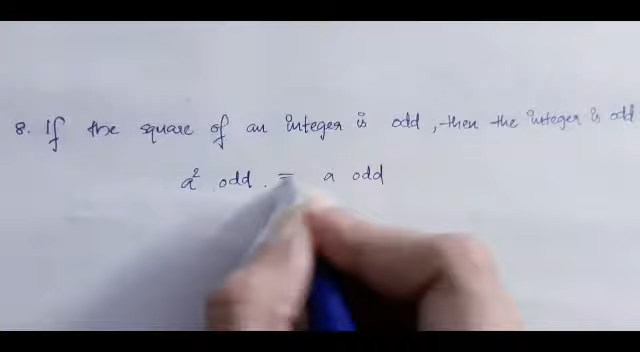 8. If the square of an integer is odd, then the integer is odd
a² odd. = a odd